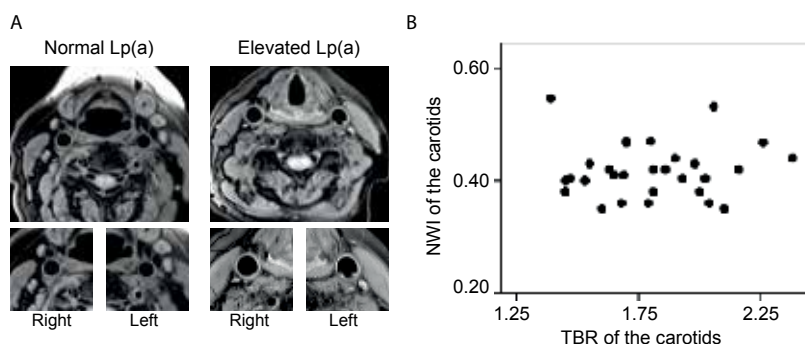 A
Normal Lp(a)
Elevated Lp(a)
Right
Left
Right
Left
B
NWI of the carotids
0.60
0.40
0.20
1.25
1.75
2.25
TBR of the carotids